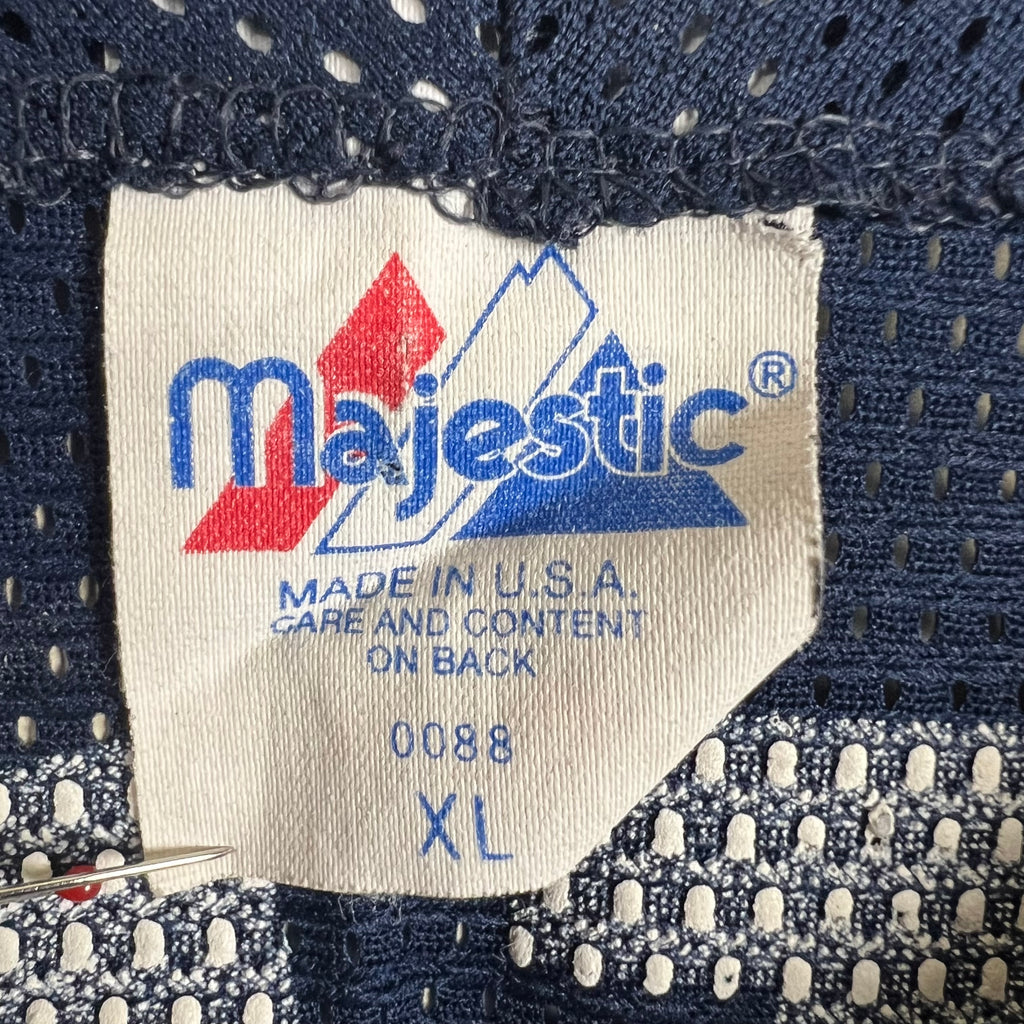 majestic®
MADE IN U.S.A.
CARE AND CONTENT
ON BACK
0088
XL